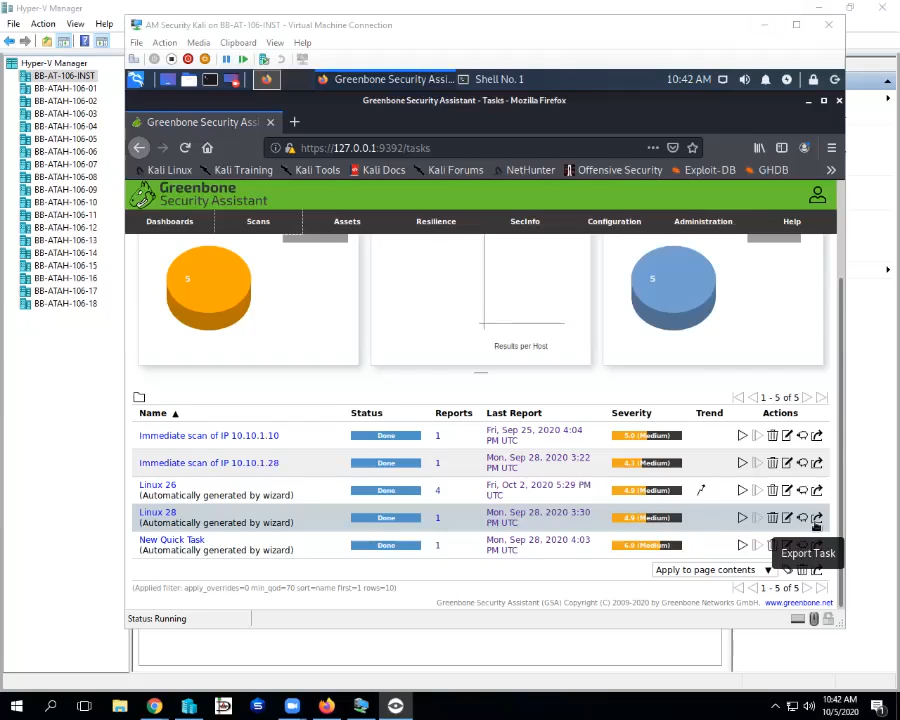 Hyper-V Manager
File Action View Help
Hyper-V Manager
BB-AT-106-INST
BB-ATAH-106-01
BB-ATAH-106-02
BB-ATAH-106-03
BB-ATAH-106-04
BB-ATAH-106-05
BB-ATAH-106-06
BB-ATAH-106-07
BB-ATAH-106-08
BB-ATAH-106-09
BB-ATAH-106-10
BB-ATAH-106-11
BB-ATAH-106-12
BB-ATAH-106-13
BB-ATAH-106-14
BB-ATAH-106-15
BB-ATAH-106-16
BB-ATAH-106-17
BB-ATAH-106-18
AM Security Kali on BB-AT-106-INST - Virtual Machine Connection
File Action Media Clipboard View Help
Greenbone Security Assi... Shell No. 1 10:42 AM
Greenbone Security Assistant - Tasks - Mozilla Firefox
Greenbone Security Assi
https://127.0.0.1:9392/tasks
Kali Linux Kali Training Kali Tools Kali Docs Kali Forums NetHunter Offensive Security Exploit-DB GHDB
Greenbone
Security Assistant
Dashboards Scans Assets Resilience SecInfo Configuration Administration Help
5
5
Results per Host
1 - 5 of 5
Name ▲ Status Reports Last Report Severity Trend Actions
Immediate scan of IP 10.10.1.10 Done 1 Fri, Sep 25, 2020 4:04 PM UTC 5.0 (Medium)
Immediate scan of IP 10.10.1.28 Done 1 Mon, Sep 28, 2020 3:22 PM UTC 4.3 (Medium)
Linux 26
(Automatically generated by wizard) Done 4 Fri, Oct 2, 2020 5:29 PM UTC 4.9 (Medium)
Linux 28
(Automatically generated by wizard) Done 1 Mon, Sep 28, 2020 3:30 PM UTC 4.9 (Medium)
New Quick Task
(Automatically generated by wizard) Done 1 Mon, Sep 28, 2020 4:03 PM UTC 6.9 (Medium)
Export Task
Apply to page contents ▼
(Applied filter: apply_overrides=0 min_qod=70 sort=name first=1 rows=10)
1 - 5 of 5
Greenbone Security Assistant (GSA) Copyright (C) 2009-2020 by Greenbone Networks GmbH, www.greenbone.net
Status: Running
10:42 AM
10/5/2020